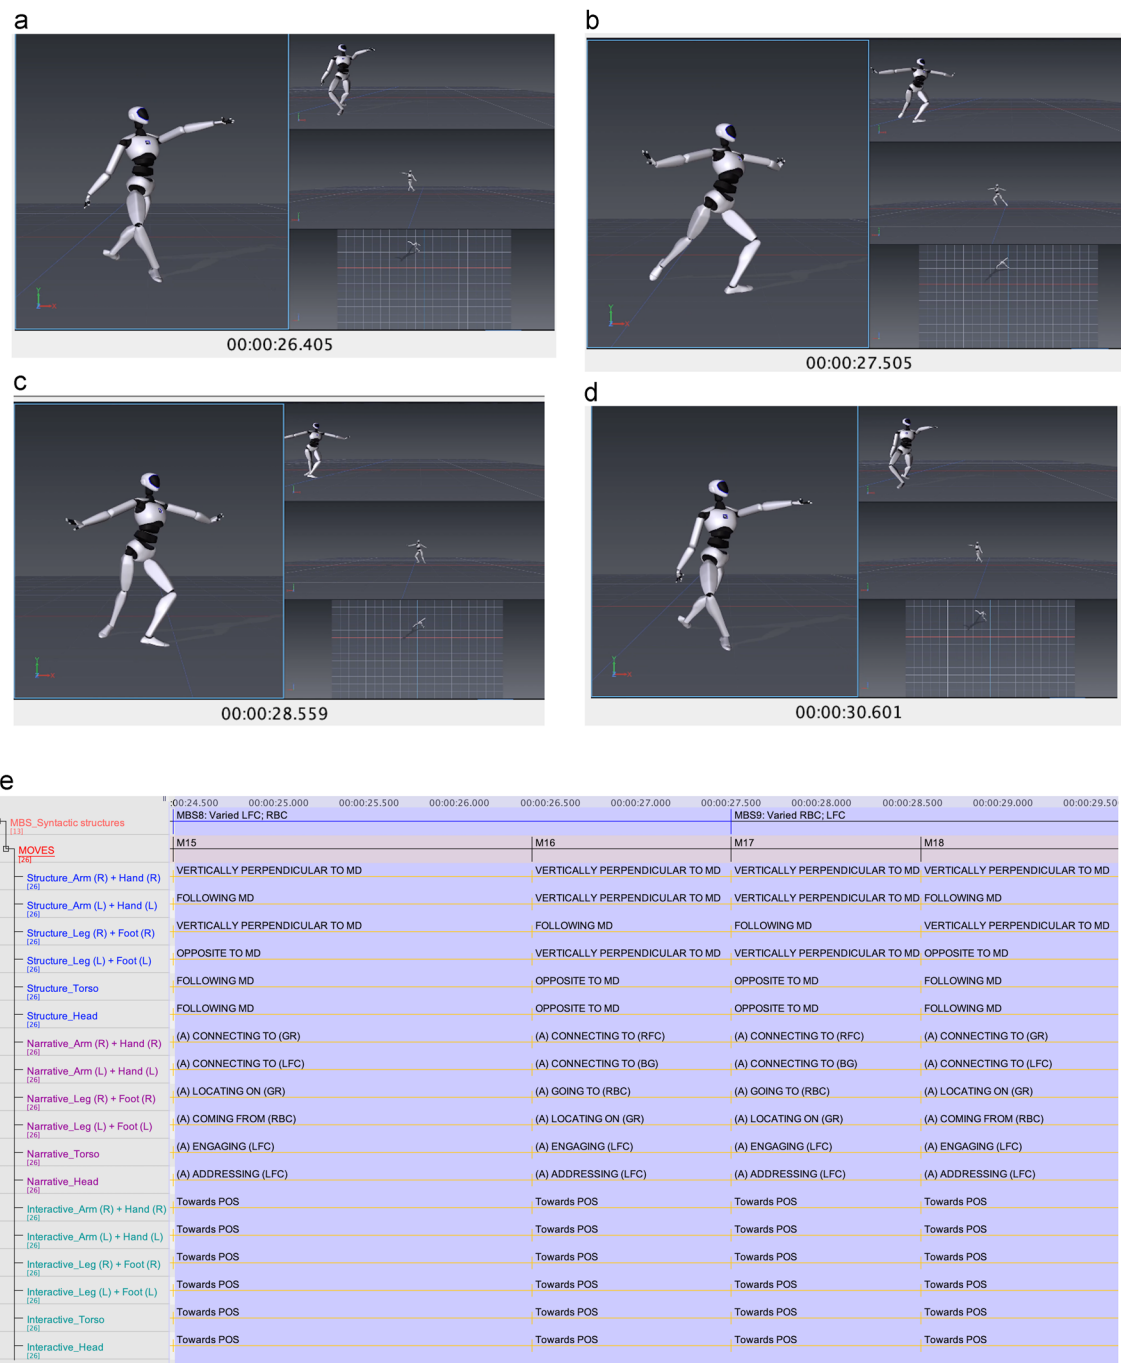 a
b
00:00:26.405
00:00:27.505
c
d
00:00:28.559
00:00:30.601
e
:00:24.500 00:00:25.000 00:00:25.500 00:00:26.000 00:00:26.500 00:00:27.000 00:00:27.500 00:00:28.000 00:00:28.500 00:00:29.000 00:00:29.50
MBS_Syntactic structures MBS8: Varied LFC; RBC MBS9: Varied RBC; LFC
[13]
MOVES M15 M16 M17 M18
[26]
Structure_Arm (R) + Hand (R) VERTICALLY PERPENDICULAR TO MD VERTICALLY PERPENDICULAR TO MD VERTICALLY PERPENDICULAR TO MD VERTICALLY PERPENDICULAR TO MD
[26]
Structure_Arm (L) + Hand (L) FOLLOWING MD VERTICALLY PERPENDICULAR TO MD VERTICALLY PERPENDICULAR TO MD FOLLOWING MD
[26]
Structure_Leg (R) + Foot (R) VERTICALLY PERPENDICULAR TO MD FOLLOWING MD FOLLOWING MD VERTICALLY PERPENDICULAR TO MD
[26]
Structure_Leg (L) + Foot (L) OPPOSITE TO MD VERTICALLY PERPENDICULAR TO MD VERTICALLY PERPENDICULAR TO MD OPPOSITE TO MD
[26]
Structure_Torso FOLLOWING MD OPPOSITE TO MD OPPOSITE TO MD FOLLOWING MD
[26]
Structure_Head FOLLOWING MD OPPOSITE TO MD OPPOSITE TO MD FOLLOWING MD
[26]
Narrative_Arm (R) + Hand (R) (A) CONNECTING TO (GR) (A) CONNECTING TO (RFC) (A) CONNECTING TO (RFC) (A) CONNECTING TO (GR)
[26]
Narrative_Arm (L) + Hand (L) (A) CONNECTING TO (LFC) (A) CONNECTING TO (BG) (A) CONNECTING TO (BG) (A) CONNECTING TO (LFC)
[26]
Narrative_Leg (R) + Foot (R) (A) LOCATING ON (GR) (A) GOING TO (RBC) (A) GOING TO (RBC) (A) LOCATING ON (GR)
[26]
Narrative_Leg (L) + Foot (L) (A) COMING FROM (RBC) (A) LOCATING ON (GR) (A) LOCATING ON (GR) (A) COMING FROM (RBC)
[26]
Narrative_Torso (A) ENGAGING (LFC) (A) ENGAGING (LFC) (A) ENGAGING (LFC) (A) ENGAGING (LFC)
[26]
Narrative_Head (A) ADDRESSING (LFC) (A) ADDRESSING (LFC) (A) ADDRESSING (LFC) (A) ADDRESSING (LFC)
[26]
Interactive_Arm (R) + Hand (R) Towards POS Towards POS Towards POS Towards POS
[26]
Interactive_Arm (L) + Hand (L) Towards POS Towards POS Towards POS Towards POS
[26]
Interactive_Leg (R) + Foot (R) Towards POS Towards POS Towards POS Towards POS
[26]
Interactive_Leg (L) + Foot (L) Towards POS Towards POS Towards POS Towards POS
[26]
Interactive_Torso Towards POS Towards POS Towards POS Towards POS
[26]
Interactive_Head Towards POS Towards POS Towards POS Towards POS
[26]